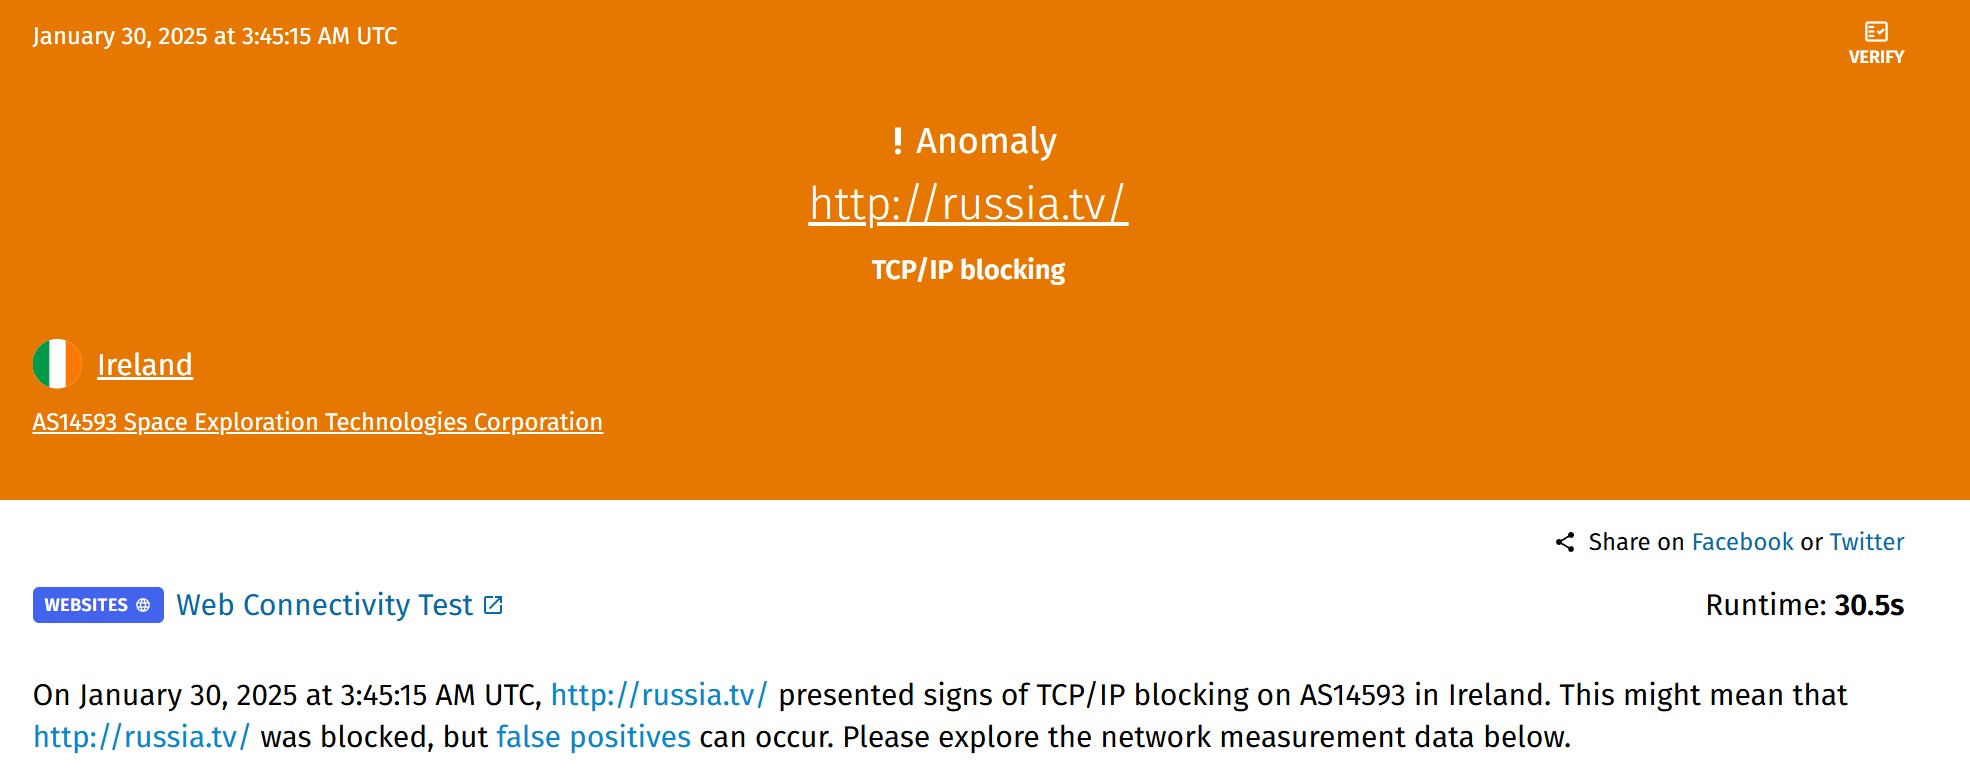 January 30, 2025 at 3:45:15 AM UTC
VERIFY
! Anomaly
http://russia.tv/
TCP/IP blocking
Ireland
AS14593 Space Exploration Technologies Corporation
Share on Facebook or Twitter
WEBSITES Web Connectivity Test
Runtime: 30.5s
On January 30, 2025 at 3:45:15 AM UTC, http://russia.tv/ presented signs of TCP/IP blocking on AS14593 in Ireland. This might mean that
http://russia.tv/ was blocked, but false positives can occur. Please explore the network measurement data below.